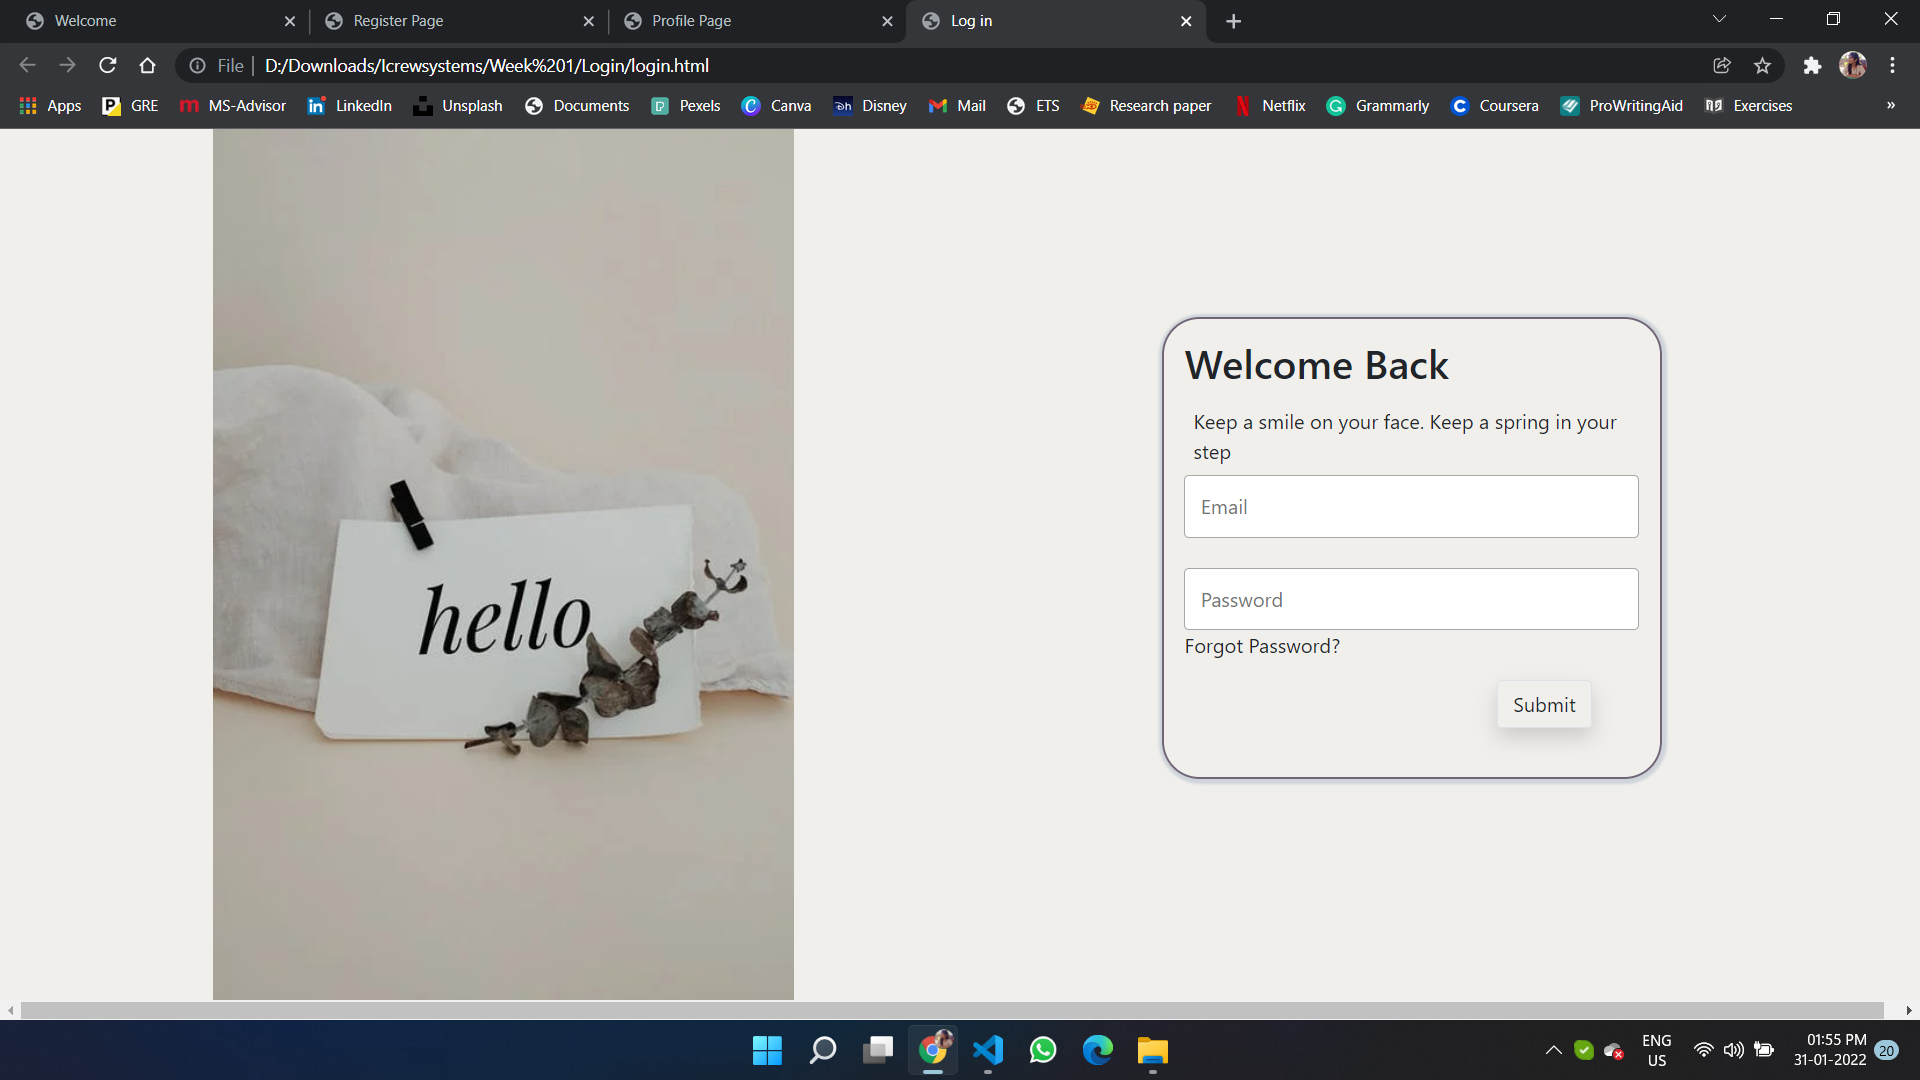 Welcome
Register Page
Profile Page
Log in
File
D:/Downloads/Icrewsystems/Week%201/Login/login.html
Apps
GRE
MS-Advisor
LinkedIn
Unsplash
Documents
Pexels
Canva
Disney
Mail
ETS
Research paper
Netflix
Grammarly
Coursera
ProWritingAid
Exercises
»
hello
Welcome Back
Keep a smile on your face. Keep a spring in your
step
Email
Password
Forgot Password?
Submit
ENG
US
01:55 PM
31-01-2022
20